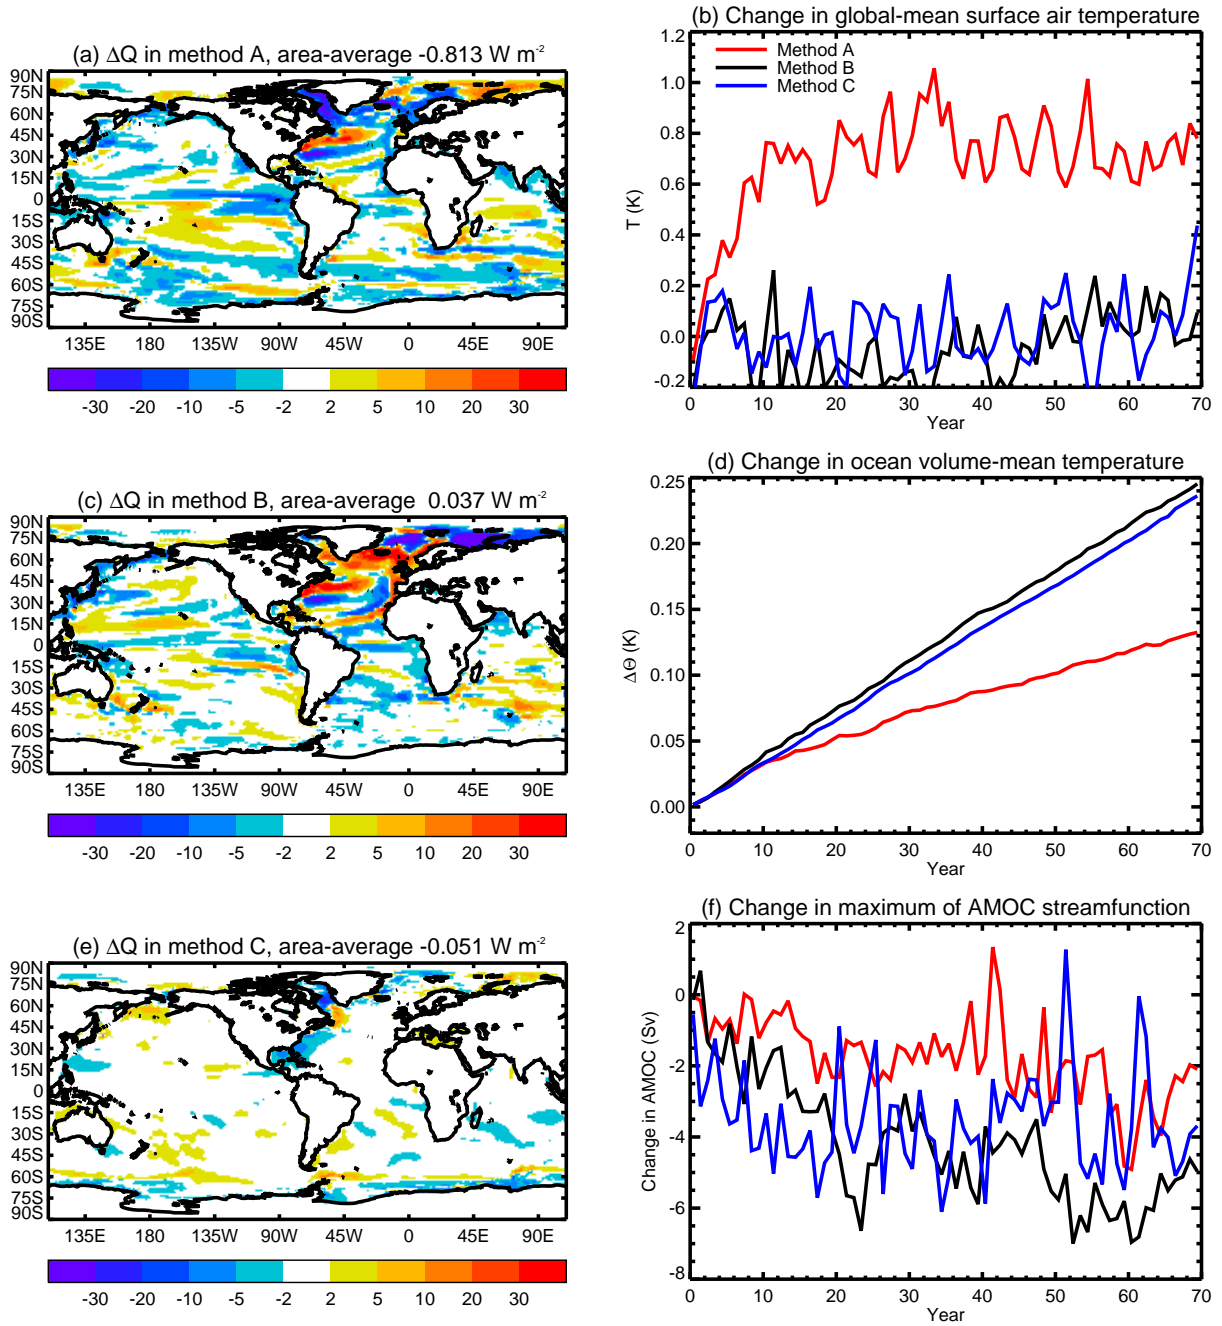 (a) ΔQ in method A, area-average -0.813 W m-2
90N
75N
60N
45N
30N
15N
0
15S
30S
45S
60S
75S
90S
135E 180 135W 90W 45W 0 45E 90E
-30 -20 -10 -5 -2 2 5 10 20 30
(b) Change in global-mean surface air temperature
1.2
1.0
0.8
0.6
0.4
0.2
0.0
-0.2
T (K)
Method A
Method B
Method C
0 10 20 30 40 50 60 70
Year
(c) ΔQ in method B, area-average 0.037 W m-2
90N
75N
60N
45N
30N
15N
0
15S
30S
45S
60S
75S
90S
135E 180 135W 90W 45W 0 45E 90E
-30 -20 -10 -5 -2 2 5 10 20 30
(d) Change in ocean volume-mean temperature
0.25
0.20
0.15
0.10
0.05
0.00
ΔΘ (K)
0 10 20 30 40 50 60 70
Year
(e) ΔQ in method C, area-average -0.051 W m-2
90N
75N
60N
45N
30N
15N
0
15S
30S
45S
60S
75S
90S
135E 180 135W 90W 45W 0 45E 90E
-30 -20 -10 -5 -2 2 5 10 20 30
(f) Change in maximum of AMOC streamfunction
2
0
-2
-4
-6
-8
Change in AMOC (Sv)
0 10 20 30 40 50 60 70
Year